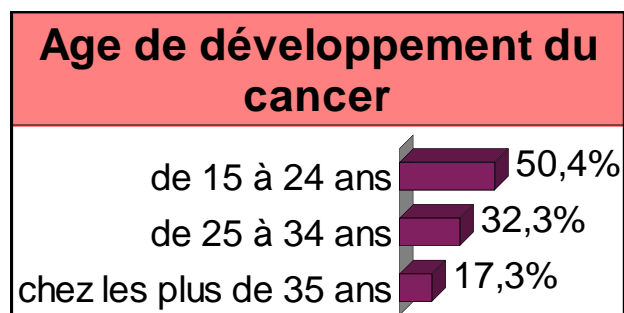 Age de développement du
cancer
de 15 à 24 ans 50,4%
de 25 à 34 ans 32,3%
chez les plus de 35 ans 17,3%